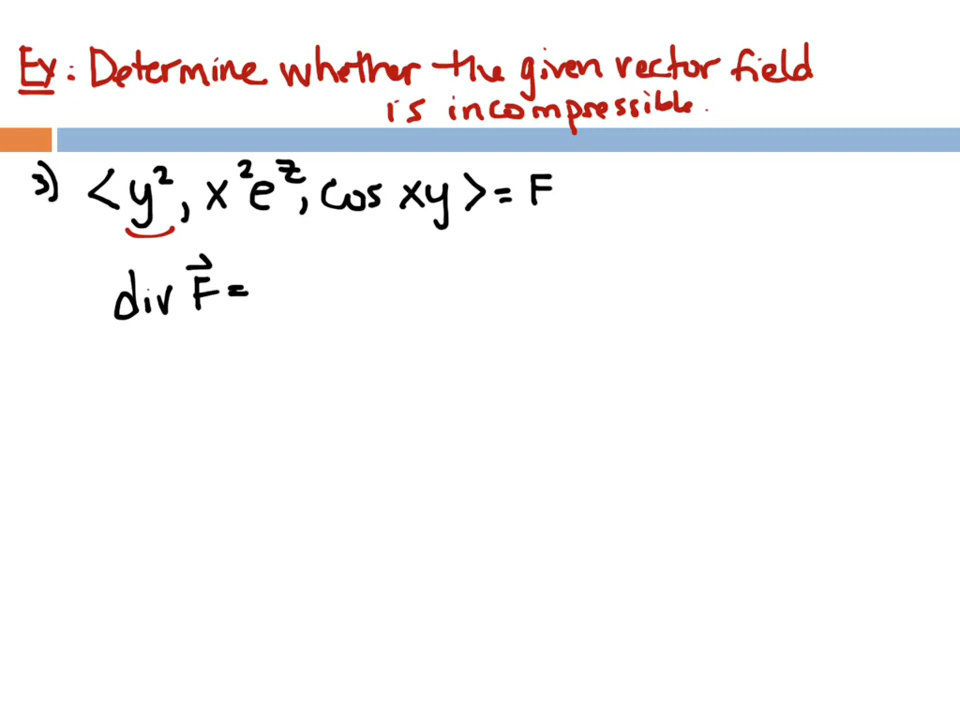 Ex: Determine whether the given vector field
is incompressible.
3) <y², x²e^z, cos xy> = F
div F⃗ =